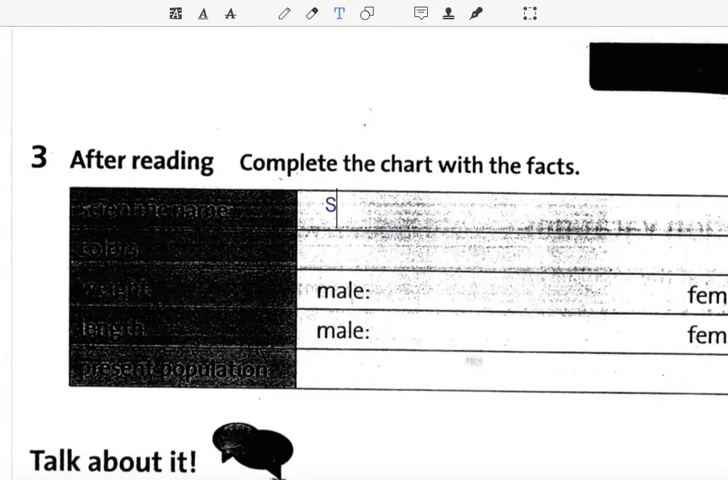 3 After reading Complete the chart with the facts.
scientific name S
colors
weight male: fem
length male: fem
present population
Talk about it!